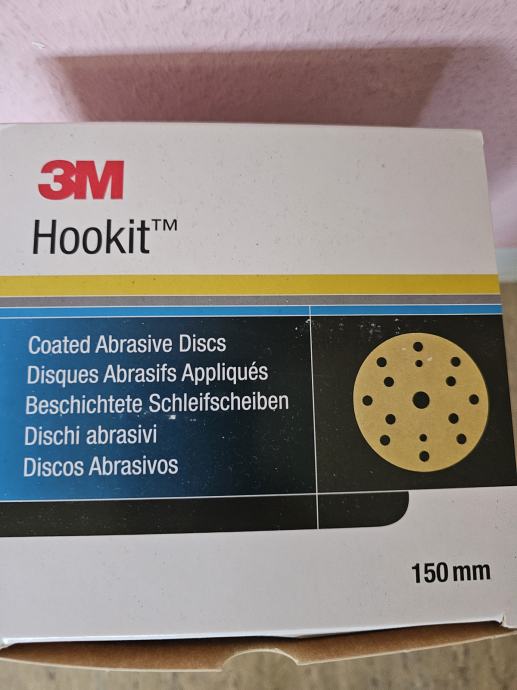 3M
Hookit™
Coated Abrasive Discs
Disques Abrasifs Appliqués
Beschichtete Schleifscheiben
Dischi abrasivi
Discos Abrasivos
150 mm